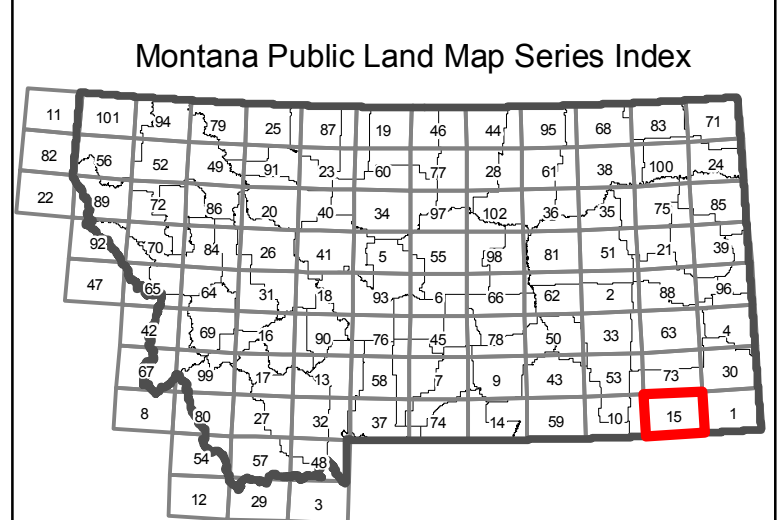 Montana Public Land Map Series Index
11 101 94 79 25 87 19 46 44 95 68 83 71
82 56 52 49 91 23 60 77 28 61 38 100 24
22 89 72 86 20 40 34 97 102 36 35 75 85
92 70 84 26 41 5 55 98 81 51 21 39
47 65 64 31 18 93 6 66 62 2 88 96
42 69 16 90 76 45 78 50 33 63 4
67 99 17 13 58 7 9 43 53 73 30
8 80 27 32 37 74 14 59 10 15 1
54 57 48
12 29 3